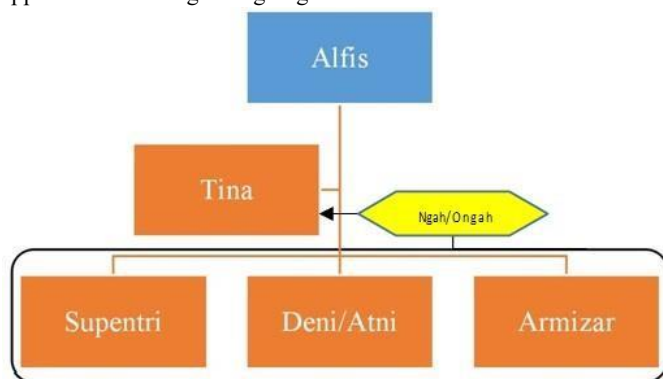 Alfis
Tina
Ngah/Ongah
Supentri
Deni/Atni
Armizar